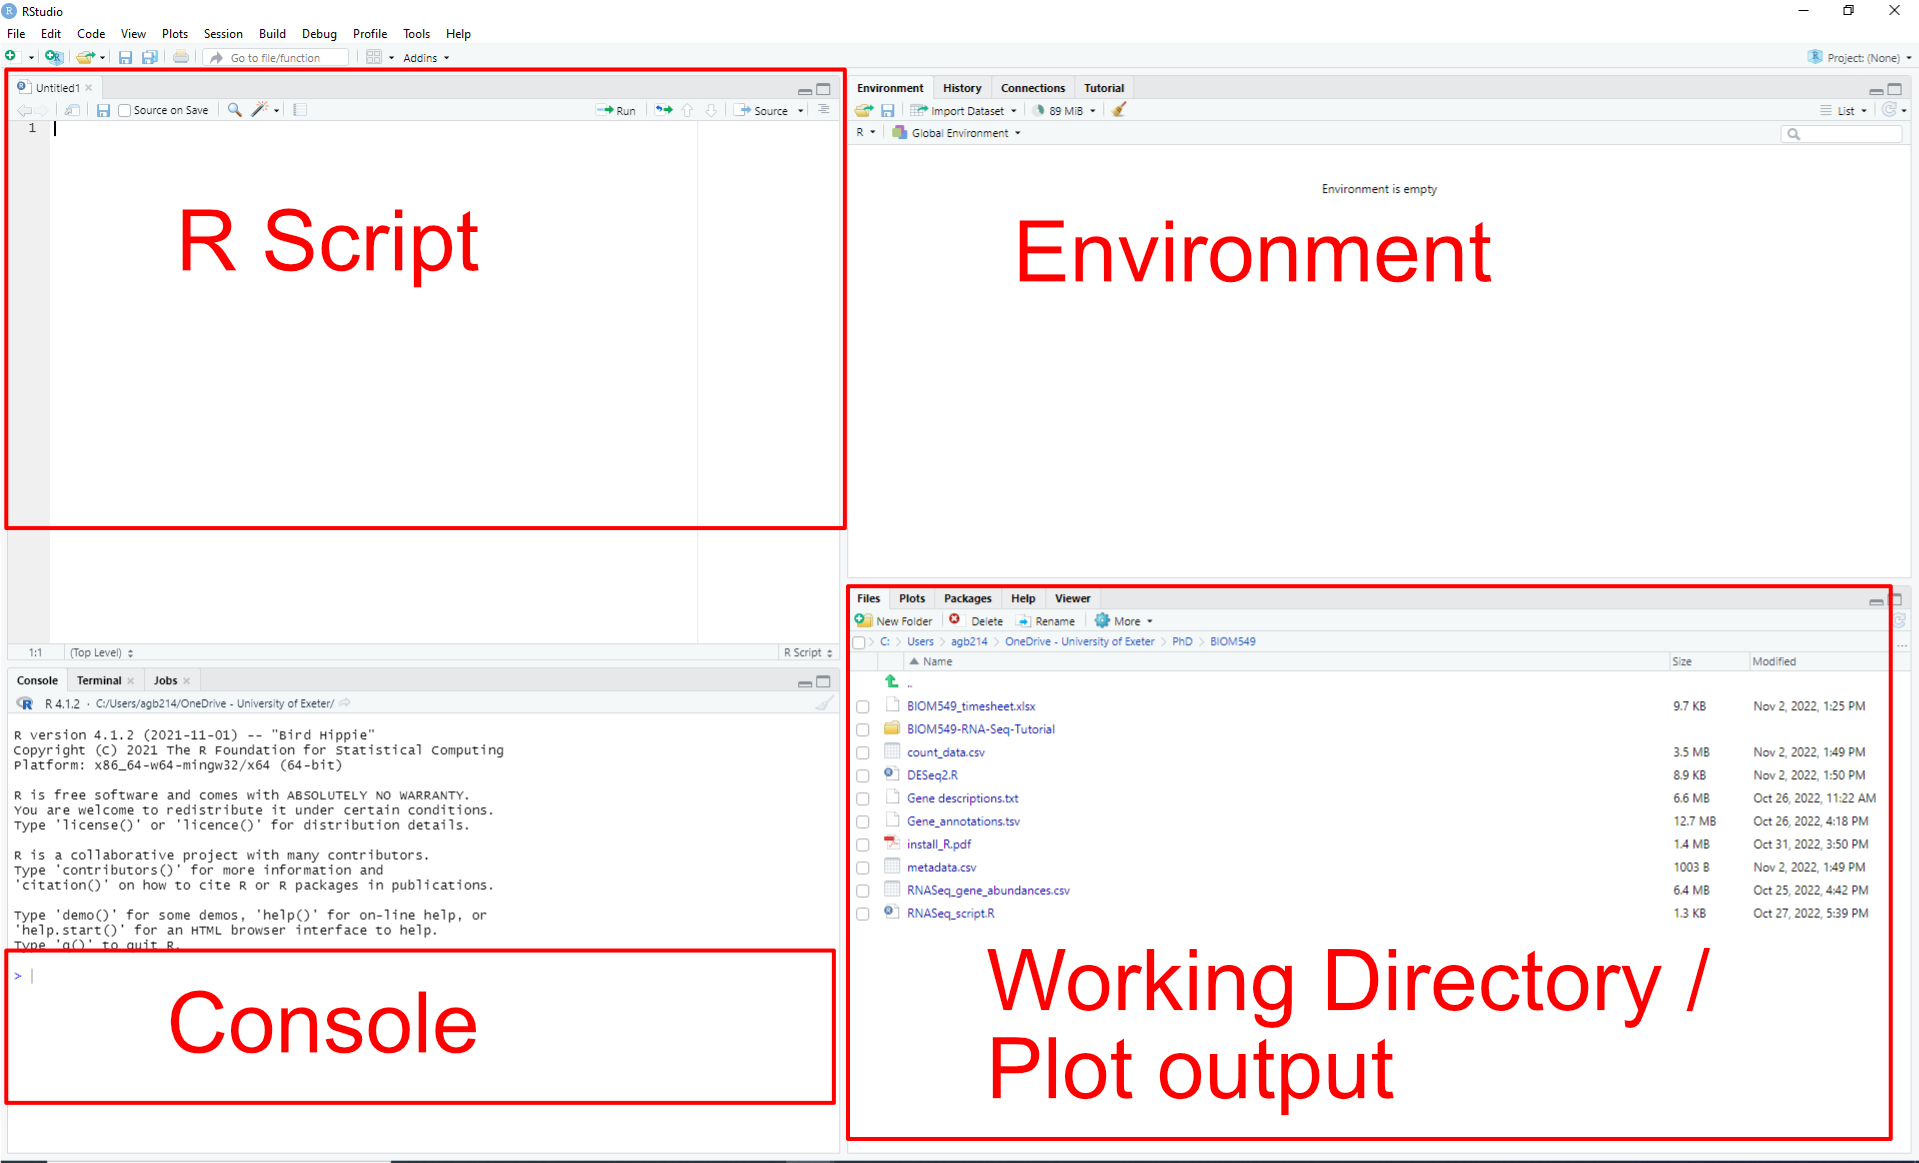 RStudio
File Edit Code View Plots Session Build Debug Profile Tools Help
Go to file/function Addins Project: (None)
Untitled1
Source on Save Run Source
1
R Script
1:1 (Top Level) R Script
Environment History Connections Tutorial
Import Dataset 89 MiB List
R Global Environment
Environment is empty
Environment
Console Terminal Jobs
R 4.1.2 · C:/Users/agb214/OneDrive - University of Exeter/
R version 4.1.2 (2021-11-01) -- "Bird Hippie"
Copyright (C) 2021 The R Foundation for Statistical Computing
Platform: x86_64-w64-mingw32/x64 (64-bit)
R is free software and comes with ABSOLUTELY NO WARRANTY.
You are welcome to redistribute it under certain conditions.
Type 'license()' or 'licence()' for distribution details.
R is a collaborative project with many contributors.
Type 'contributors()' for more information and
'citation()' on how to cite R or R packages in publications.
Type 'demo()' for some demos, 'help()' for on-line help, or
'help.start()' for an HTML browser interface to help.
Type 'q()' to quit R.
>
Console
Files Plots Packages Help Viewer
New Folder Delete Rename More
C: > Users > agb214 > OneDrive - University of Exeter > PhD > BIOM549 ...
Name Size Modified
..
BIOM549_timesheet.xlsx 9.7 KB Nov 2, 2022, 1:25 PM
BIOM549-RNA-Seq-Tutorial
count_data.csv 3.5 MB Nov 2, 2022, 1:49 PM
DESeq2.R 8.9 KB Nov 2, 2022, 1:50 PM
Gene descriptions.txt 6.6 MB Oct 26, 2022, 11:22 AM
Gene_annotations.tsv 12.7 MB Oct 26, 2022, 4:18 PM
install_R.pdf 1.4 MB Oct 31, 2022, 3:50 PM
metadata.csv 1003 B Nov 2, 2022, 1:49 PM
RNASeq_gene_abundances.csv 6.4 MB Oct 25, 2022, 4:42 PM
RNASeq_script.R 1.3 KB Oct 27, 2022, 5:39 PM
Working Directory /
Plot output